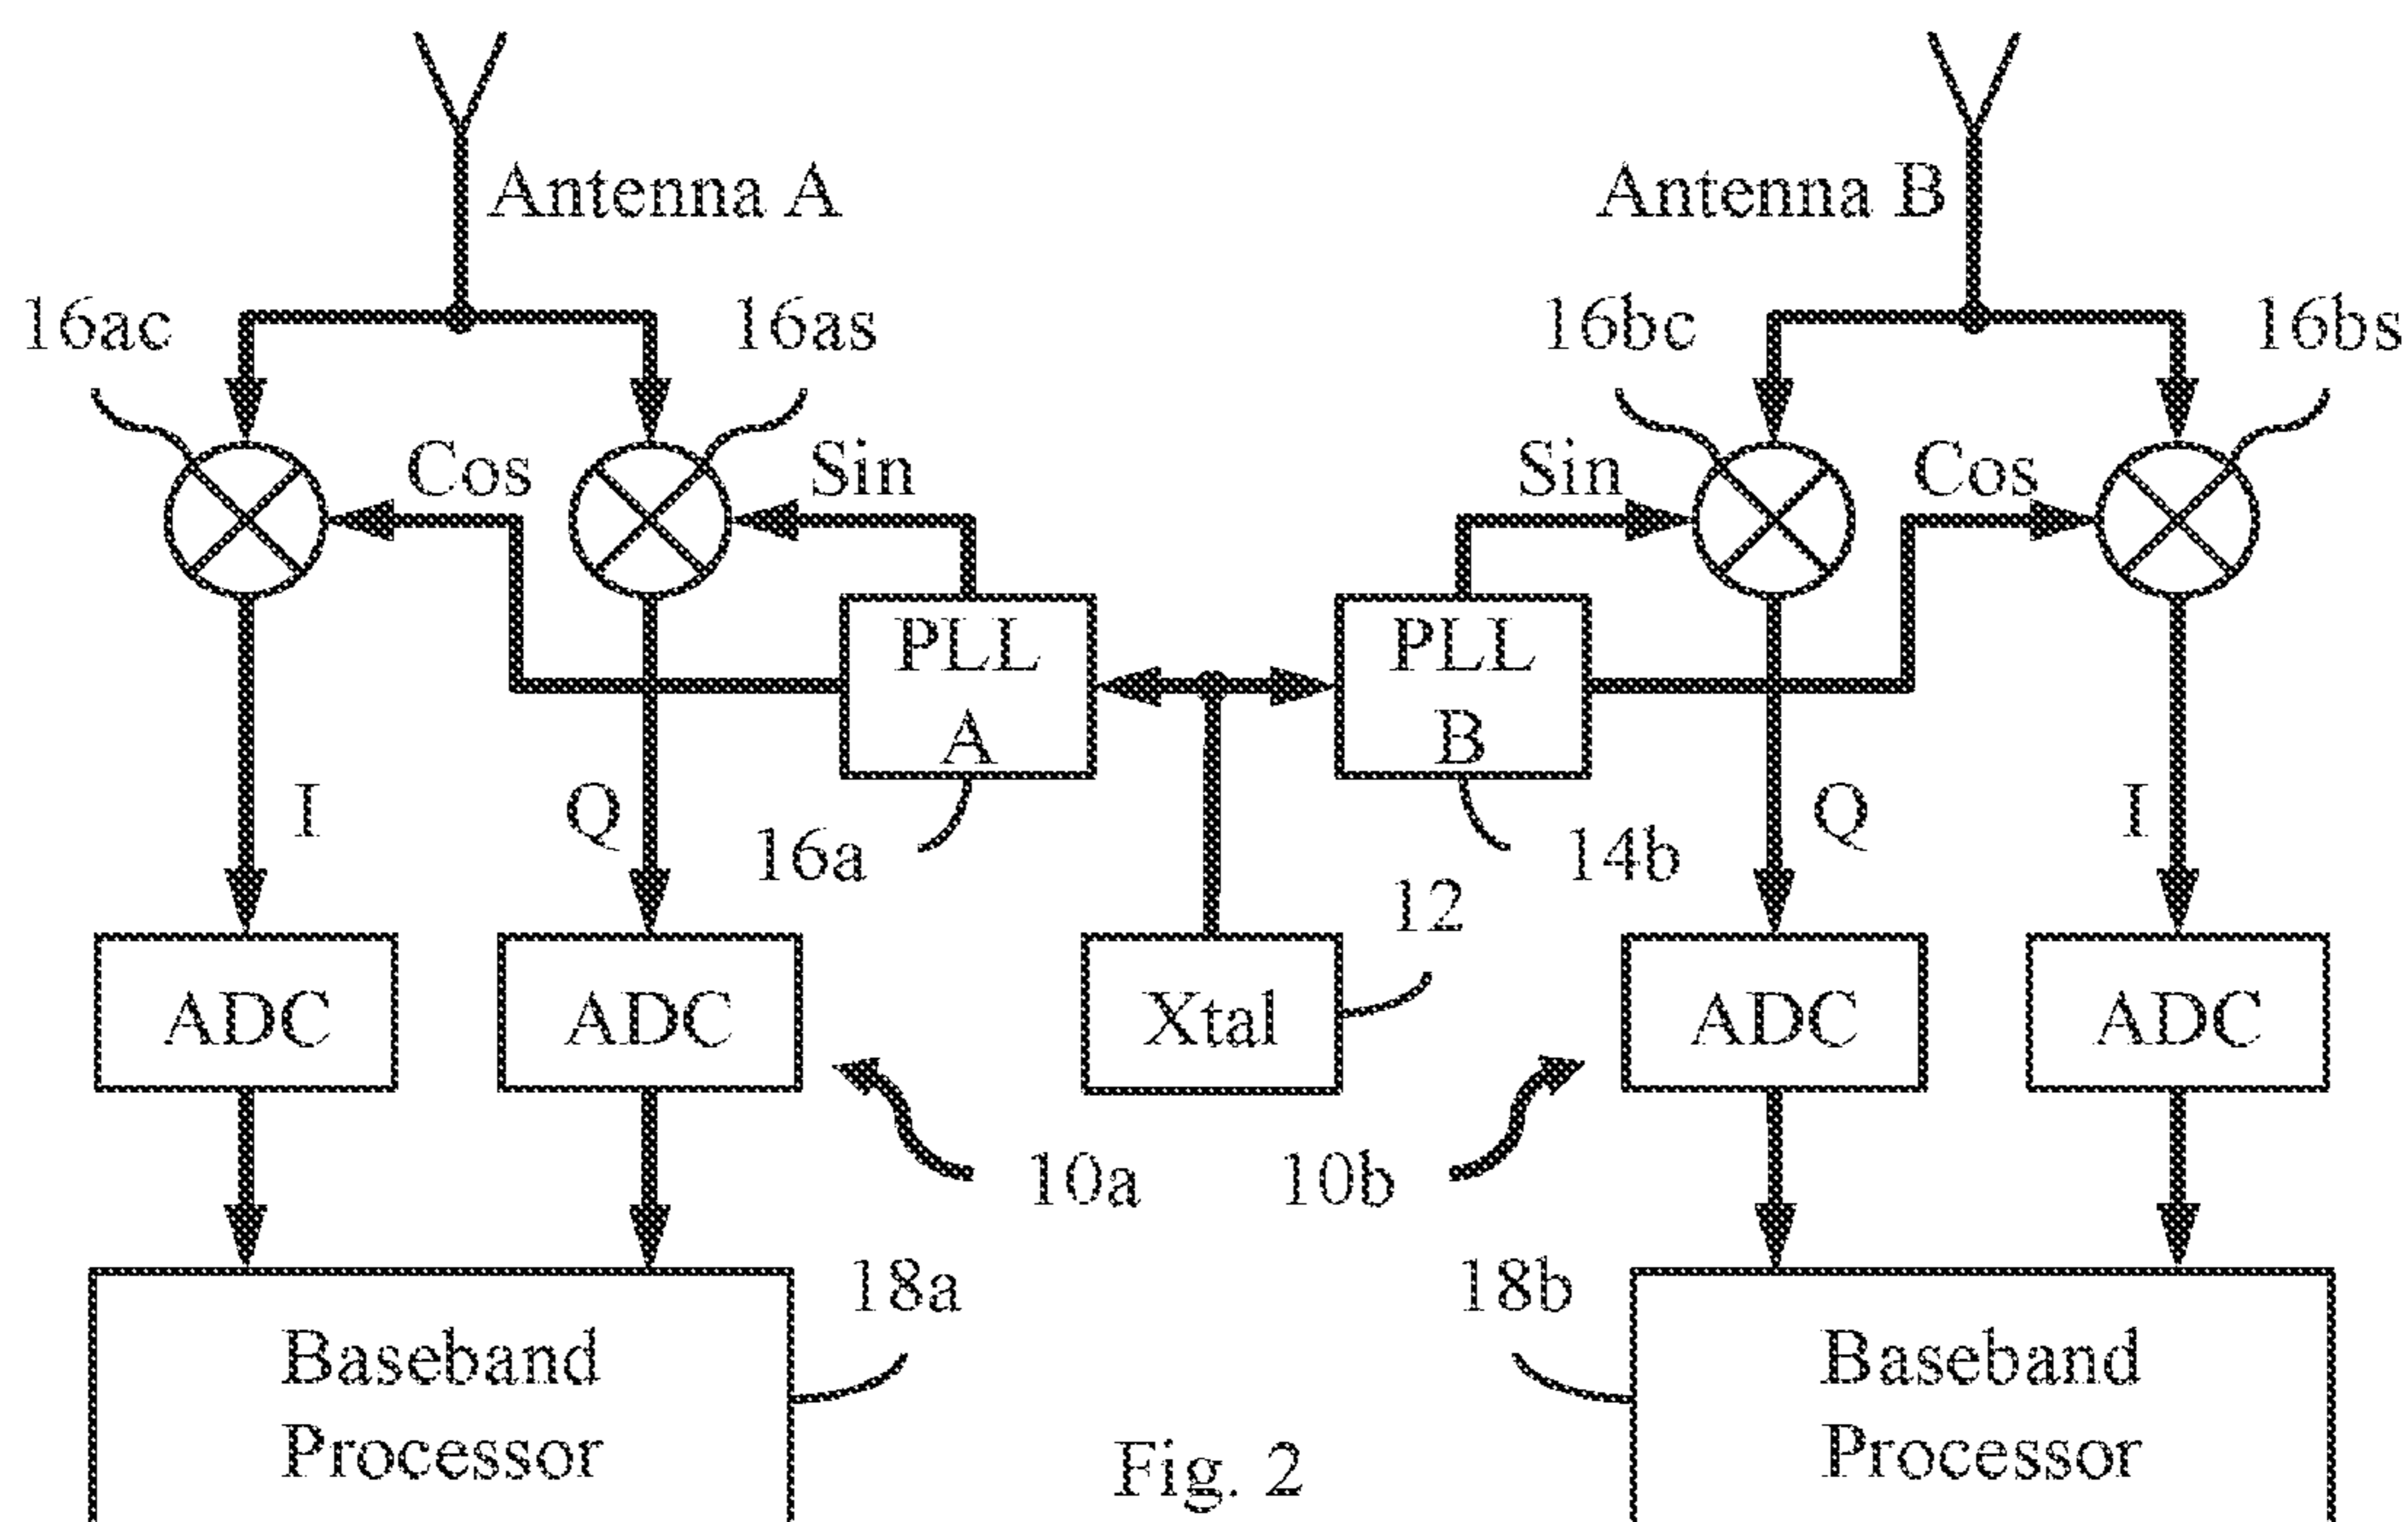 Antenna A
Antenna B
16ac
16as
16bc
16bs
Cos
Sin
Sin
Cos
PLL
A
PLL
B
I
Q
16a
14b
Q
I
12
ADC
ADC
Xtal
ADC
ADC
10a
10b
18a
18b
Baseband
Processor
Baseband
Processor
Fig. 2